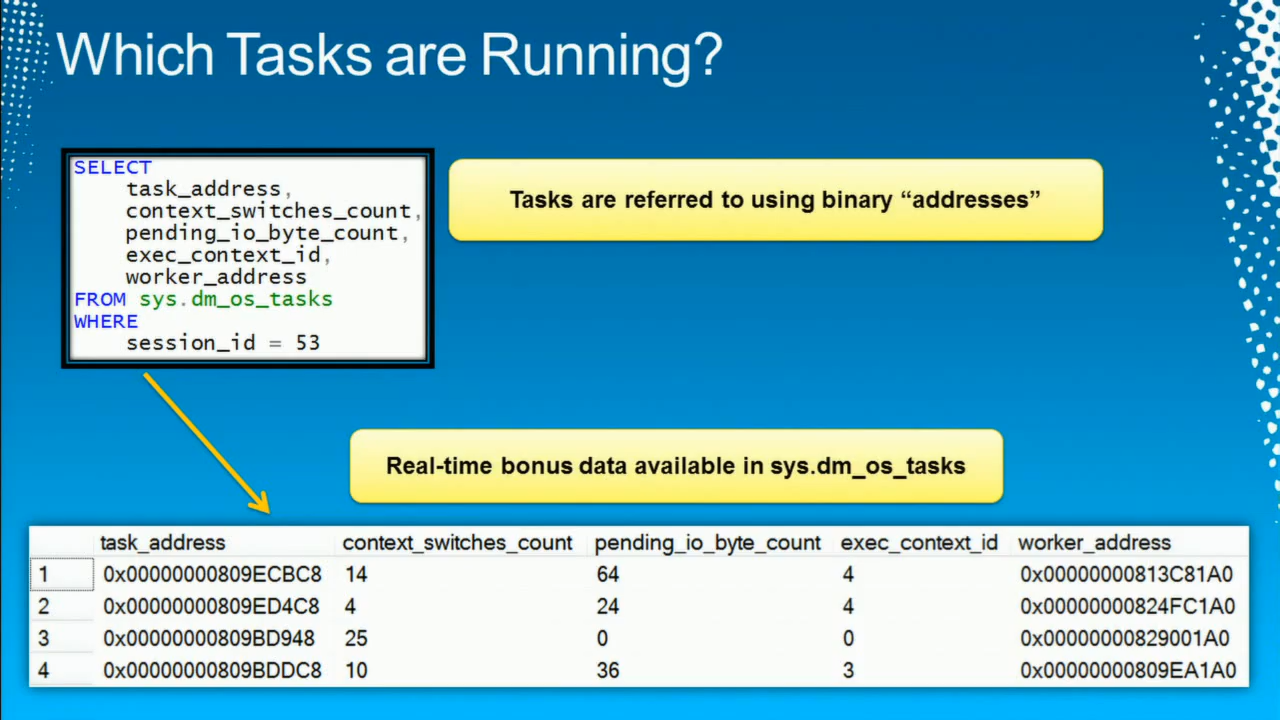 Which Tasks are Running?
SELECT
task_address,
context_switches_count,
pending_io_byte_count,
exec_context_id,
worker_address
FROM sys.dm_os_tasks
WHERE
session_id = 53
Tasks are referred to using binary “addresses”
Real-time bonus data available in sys.dm_os_tasks
task_address context_switches_count pending_io_byte_count exec_context_id worker_address
1 0x00000000809ECBC8 14 64 4 0x00000000813C81A0
2 0x00000000809ED4C8 4 24 4 0x00000000824FC1A0
3 0x00000000809BD948 25 0 0 0x00000000829001A0
4 0x00000000809BDDC8 10 36 3 0x00000000809EA1A0